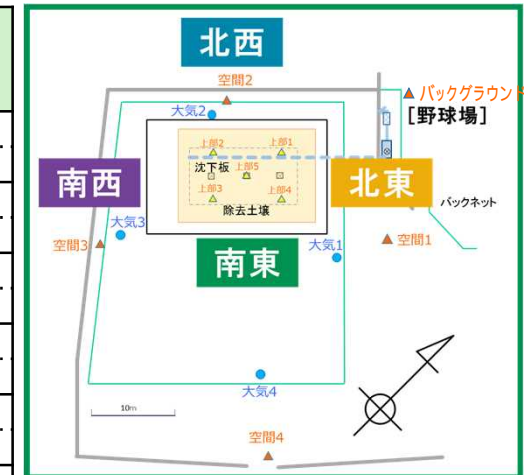 北西
空間2
バックグラウンド
[野球場]
大気2
上部2
上部1
沈下板
上部5
南西
北東
上部3
上部4
除去土壌
バックネット
大気3
空間3
南東
大気1
空間1
10m
大気4
空間4